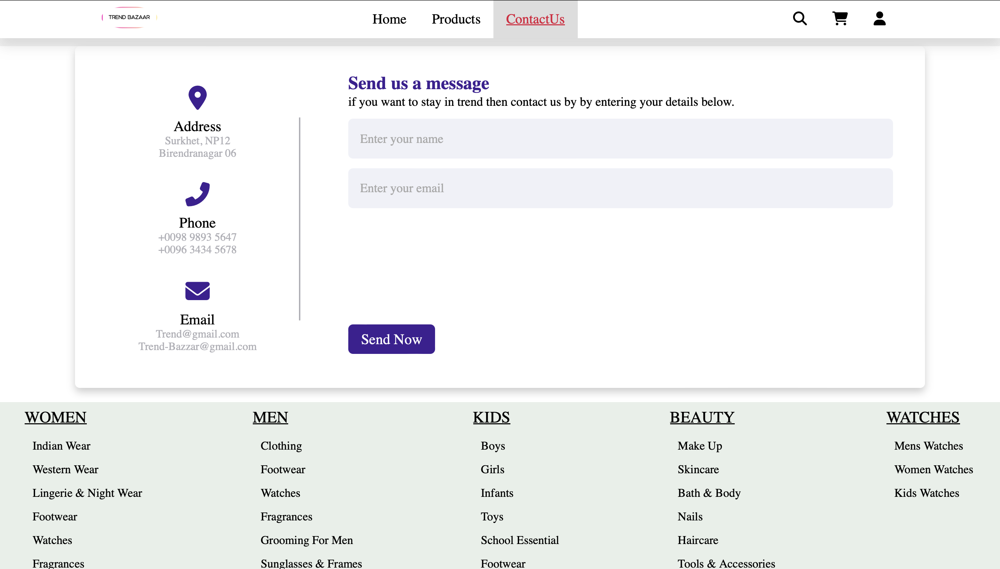 TREND BAZAAR
Home
Products
ContactUs
Address
Surkhet, NP12
Birendranagar 06
Phone
+0098 9893 5647
+0096 3434 5678
Email
Trend@gmail.com
Trend-Bazzar@gmail.com
Send us a message
if you want to stay in trend then contact us by by entering your details below.
Enter your name
Enter your email
Send Now
WOMEN
Indian Wear
Western Wear
Lingerie & Night Wear
Footwear
Watches
Fragrances
MEN
Clothing
Footwear
Watches
Fragrances
Grooming For Men
Sunglasses & Frames
KIDS
Boys
Girls
Infants
Toys
School Essential
Footwear
BEAUTY
Make Up
Skincare
Bath & Body
Nails
Haircare
Tools & Accessories
WATCHES
Mens Watches
Women Watches
Kids Watches